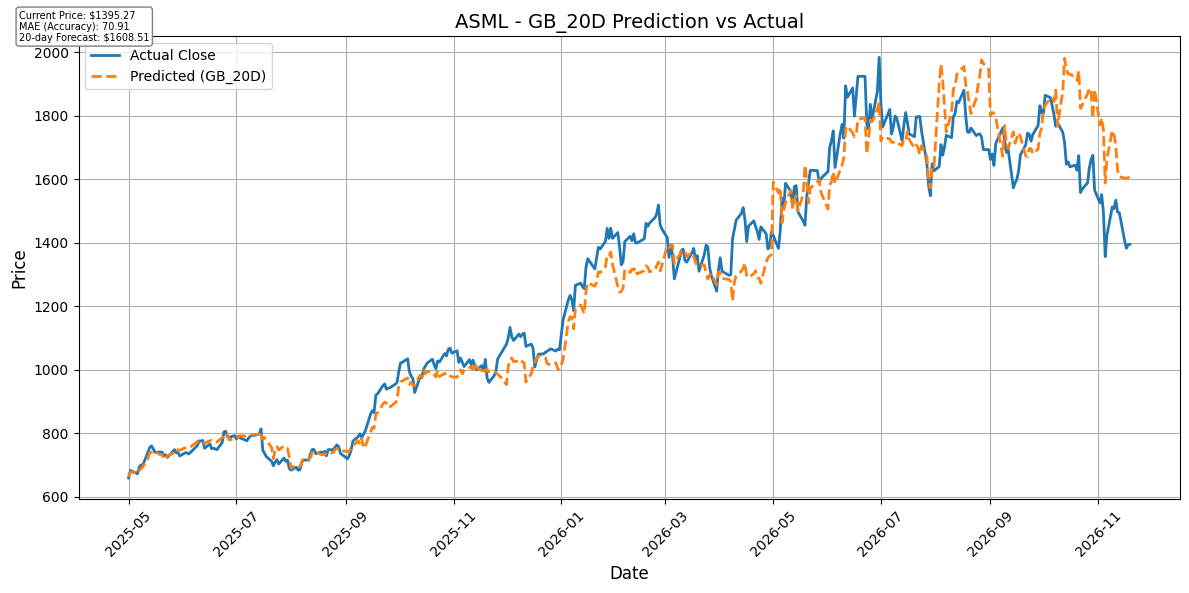 ASML - GB_20D Prediction vs Actual
Current Price: $1395.27
MAE (Accuracy): 70.91
20-day Forecast: $1608.51
Actual Close
Predicted (GB_20D)
Price
2000
1800
1600
1400
1200
1000
800
600
2025-05
2025-07
2025-09
2025-11
2026-01
2026-03
2026-05
2026-07
2026-09
2026-11
Date